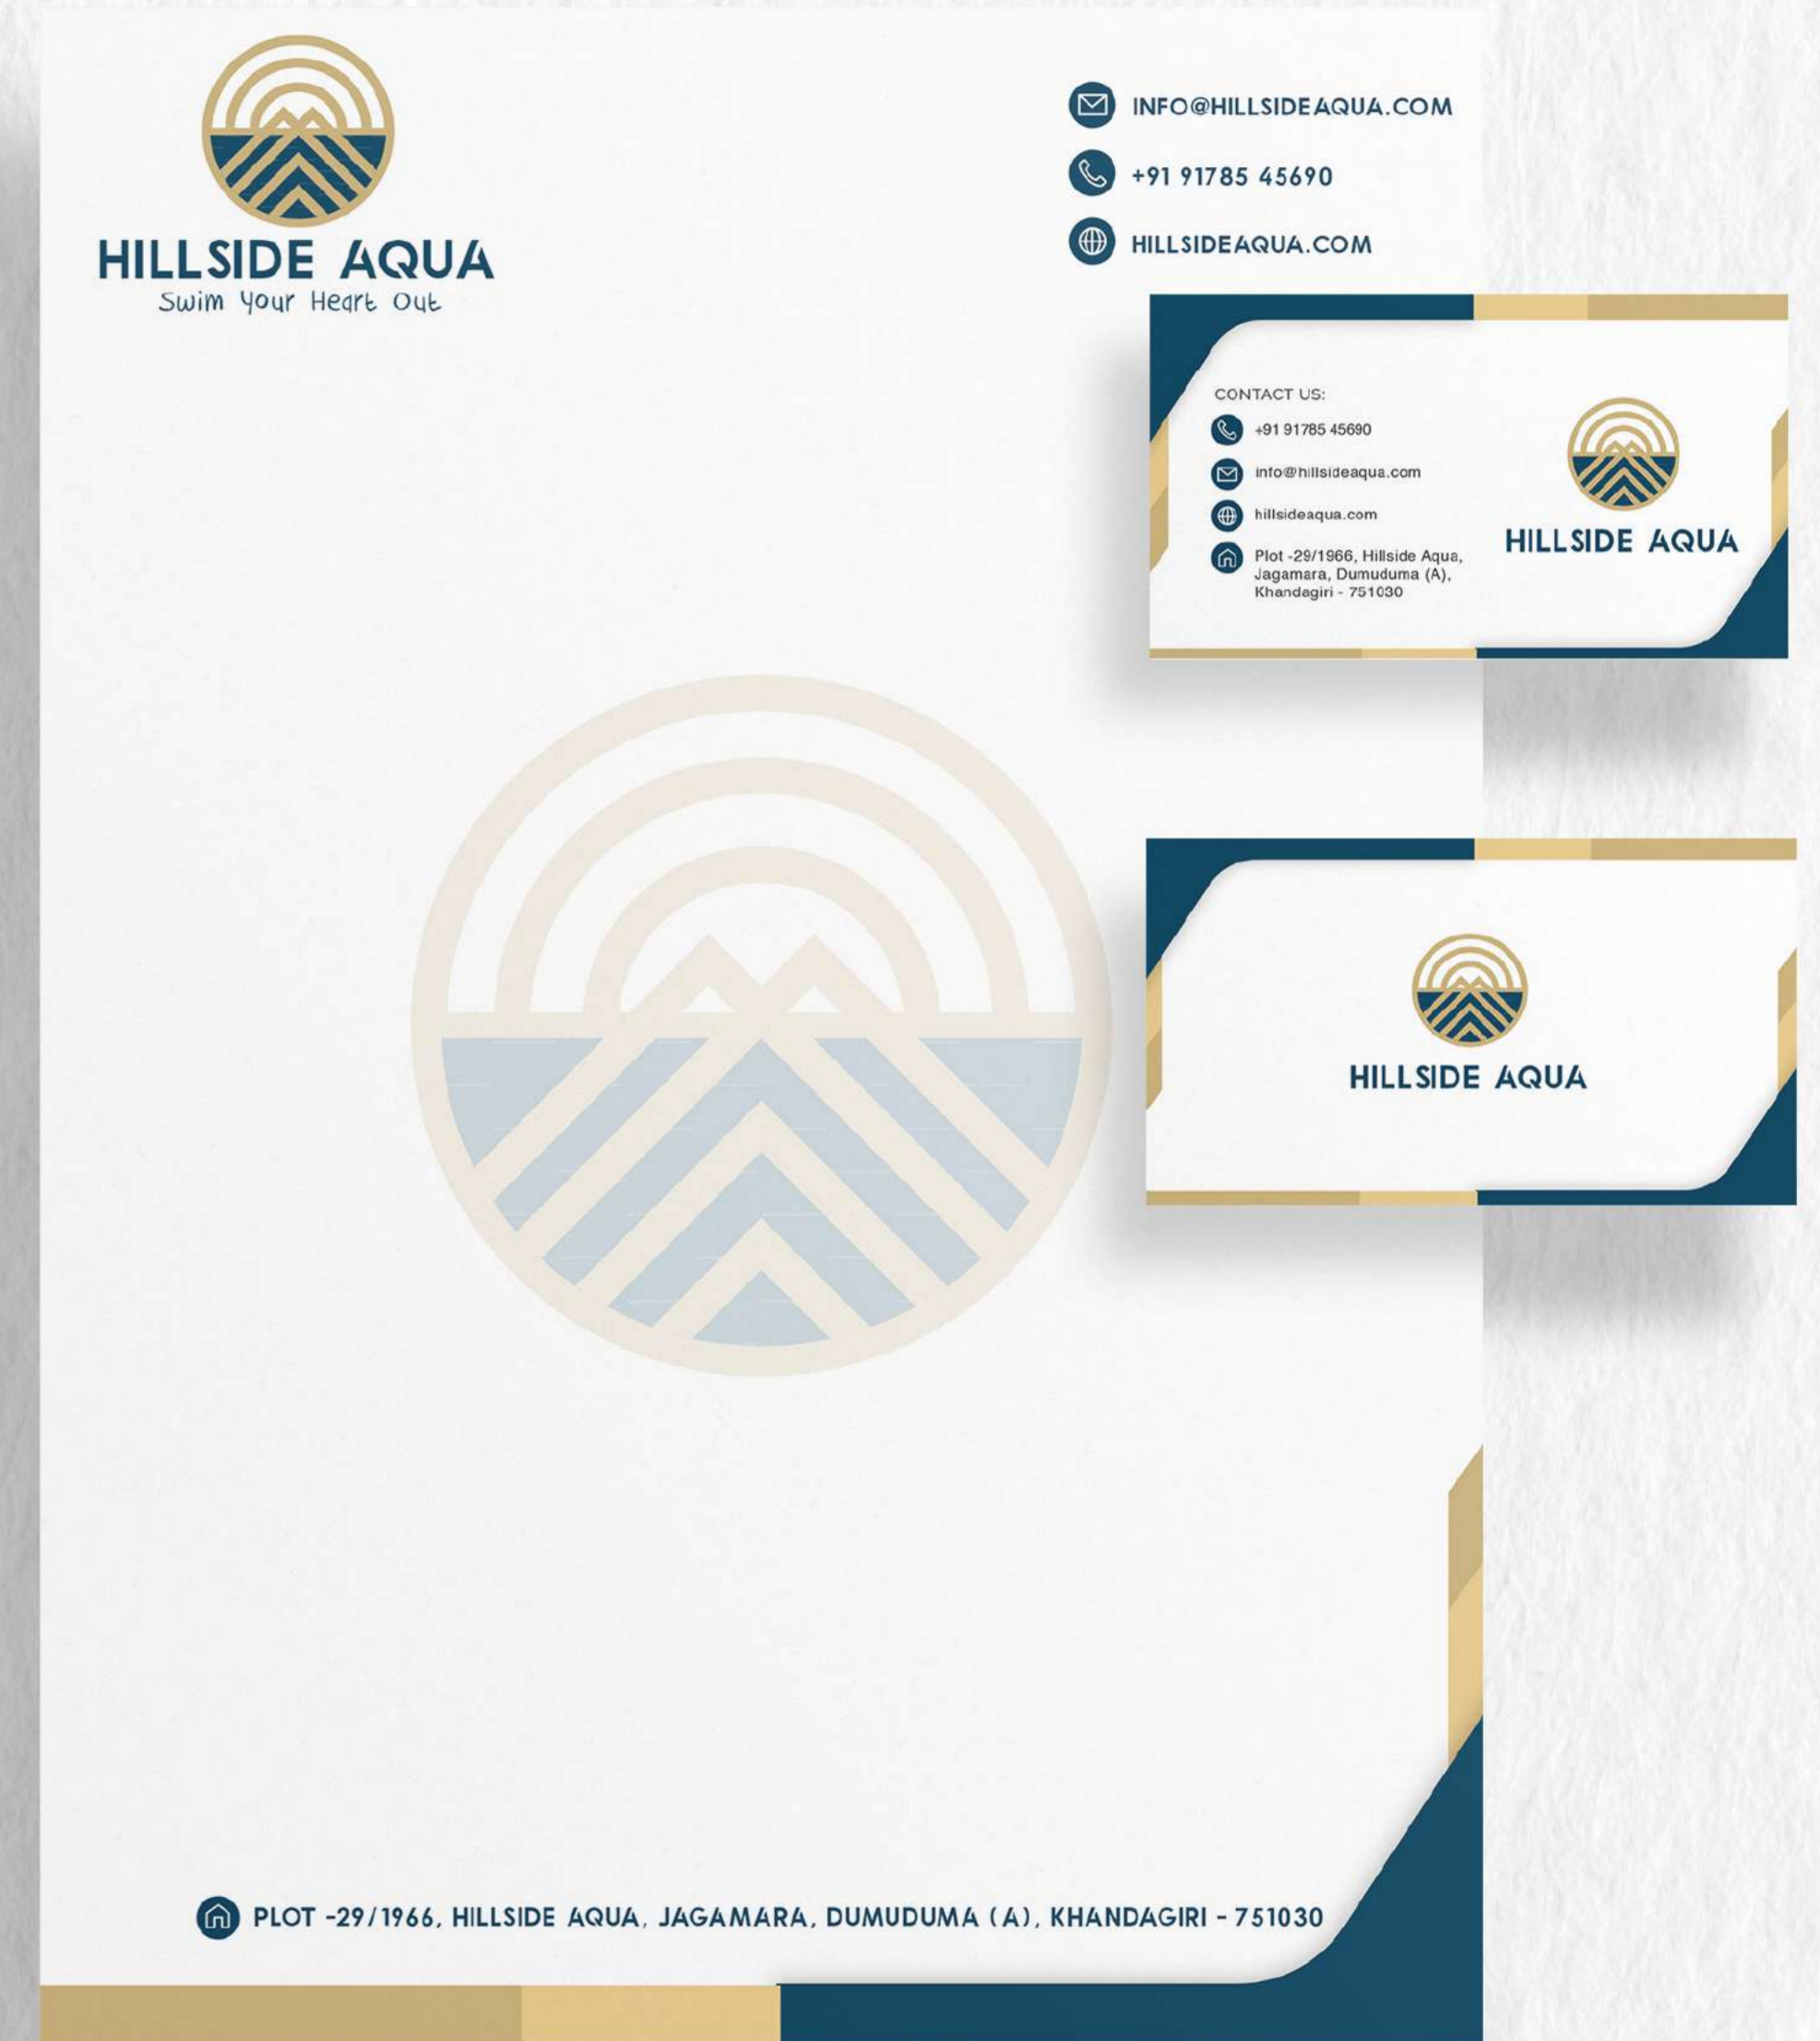 HILLSIDE AQUA
Swim Your Heart Out
INFO@HILLSIDEAQUA.COM
+91 91785 45690
HILLSIDEAQUA.COM
CONTACT US:
+91 91785 45690
info@hillsideaqua.com
hillsideaqua.com
Plot -29/1966, Hillside Aqua,
Jagamara, Dumuduma (A),
Khandagiri - 751030
HILLSIDE AQUA
HILLSIDE AQUA
PLOT -29/1966, HILLSIDE AQUA, JAGAMARA, DUMUDUMA (A), KHANDAGIRI - 751030